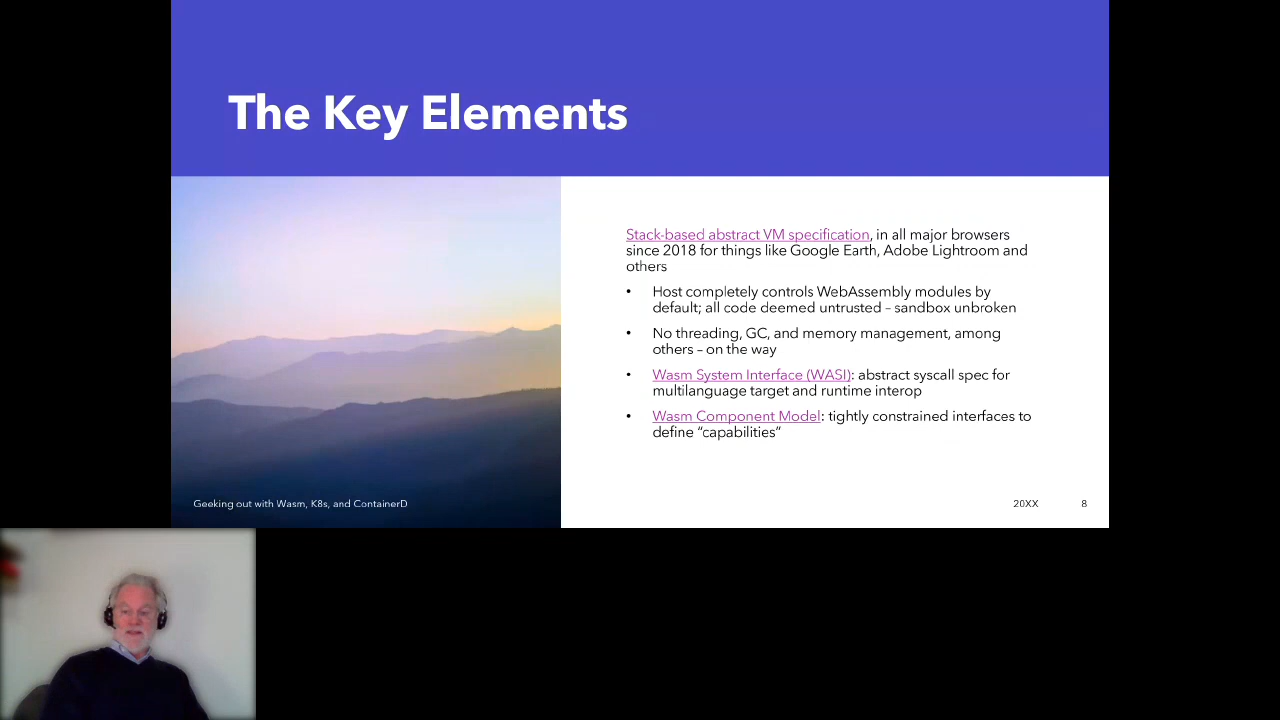 The Key Elements
Stack-based abstract VM specification, in all major browsers
since 2018 for things like Google Earth, Adobe Lightroom and
others
• Host completely controls WebAssembly modules by
default; all code deemed untrusted – sandbox unbroken
• No threading, GC, and memory management, among
others – on the way
• Wasm System Interface (WASI): abstract syscall spec for
multilanguage target and runtime interop
• Wasm Component Model: tightly constrained interfaces to
define “capabilities”
Geeking out with Wasm, K8s, and ContainerD
20XX
8